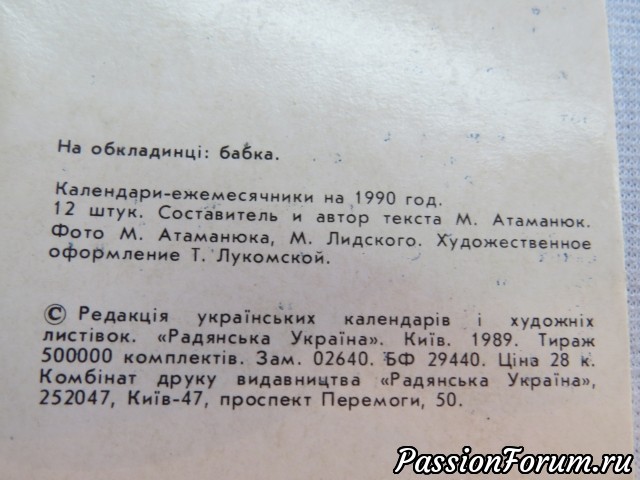 На обкладинці: бабка.
Календари-ежемесячники на 1990 год.
12 штук. Составитель и автор текста М. Атаманюк.
Фото М. Атаманюка, М. Лидского. Художественное
оформление Т. Лукомской.
© Редакція українських календарів і художніх
листівок. «Радянська Україна». Київ. 1989. Тираж
500000 комплектів. Зам. 02640. БФ 29440. Ціна 28 к.
Комбінат друку видавництва «Радянська Україна»,
252047, Київ-47, проспект Перемоги, 50.
PassionForum.ru